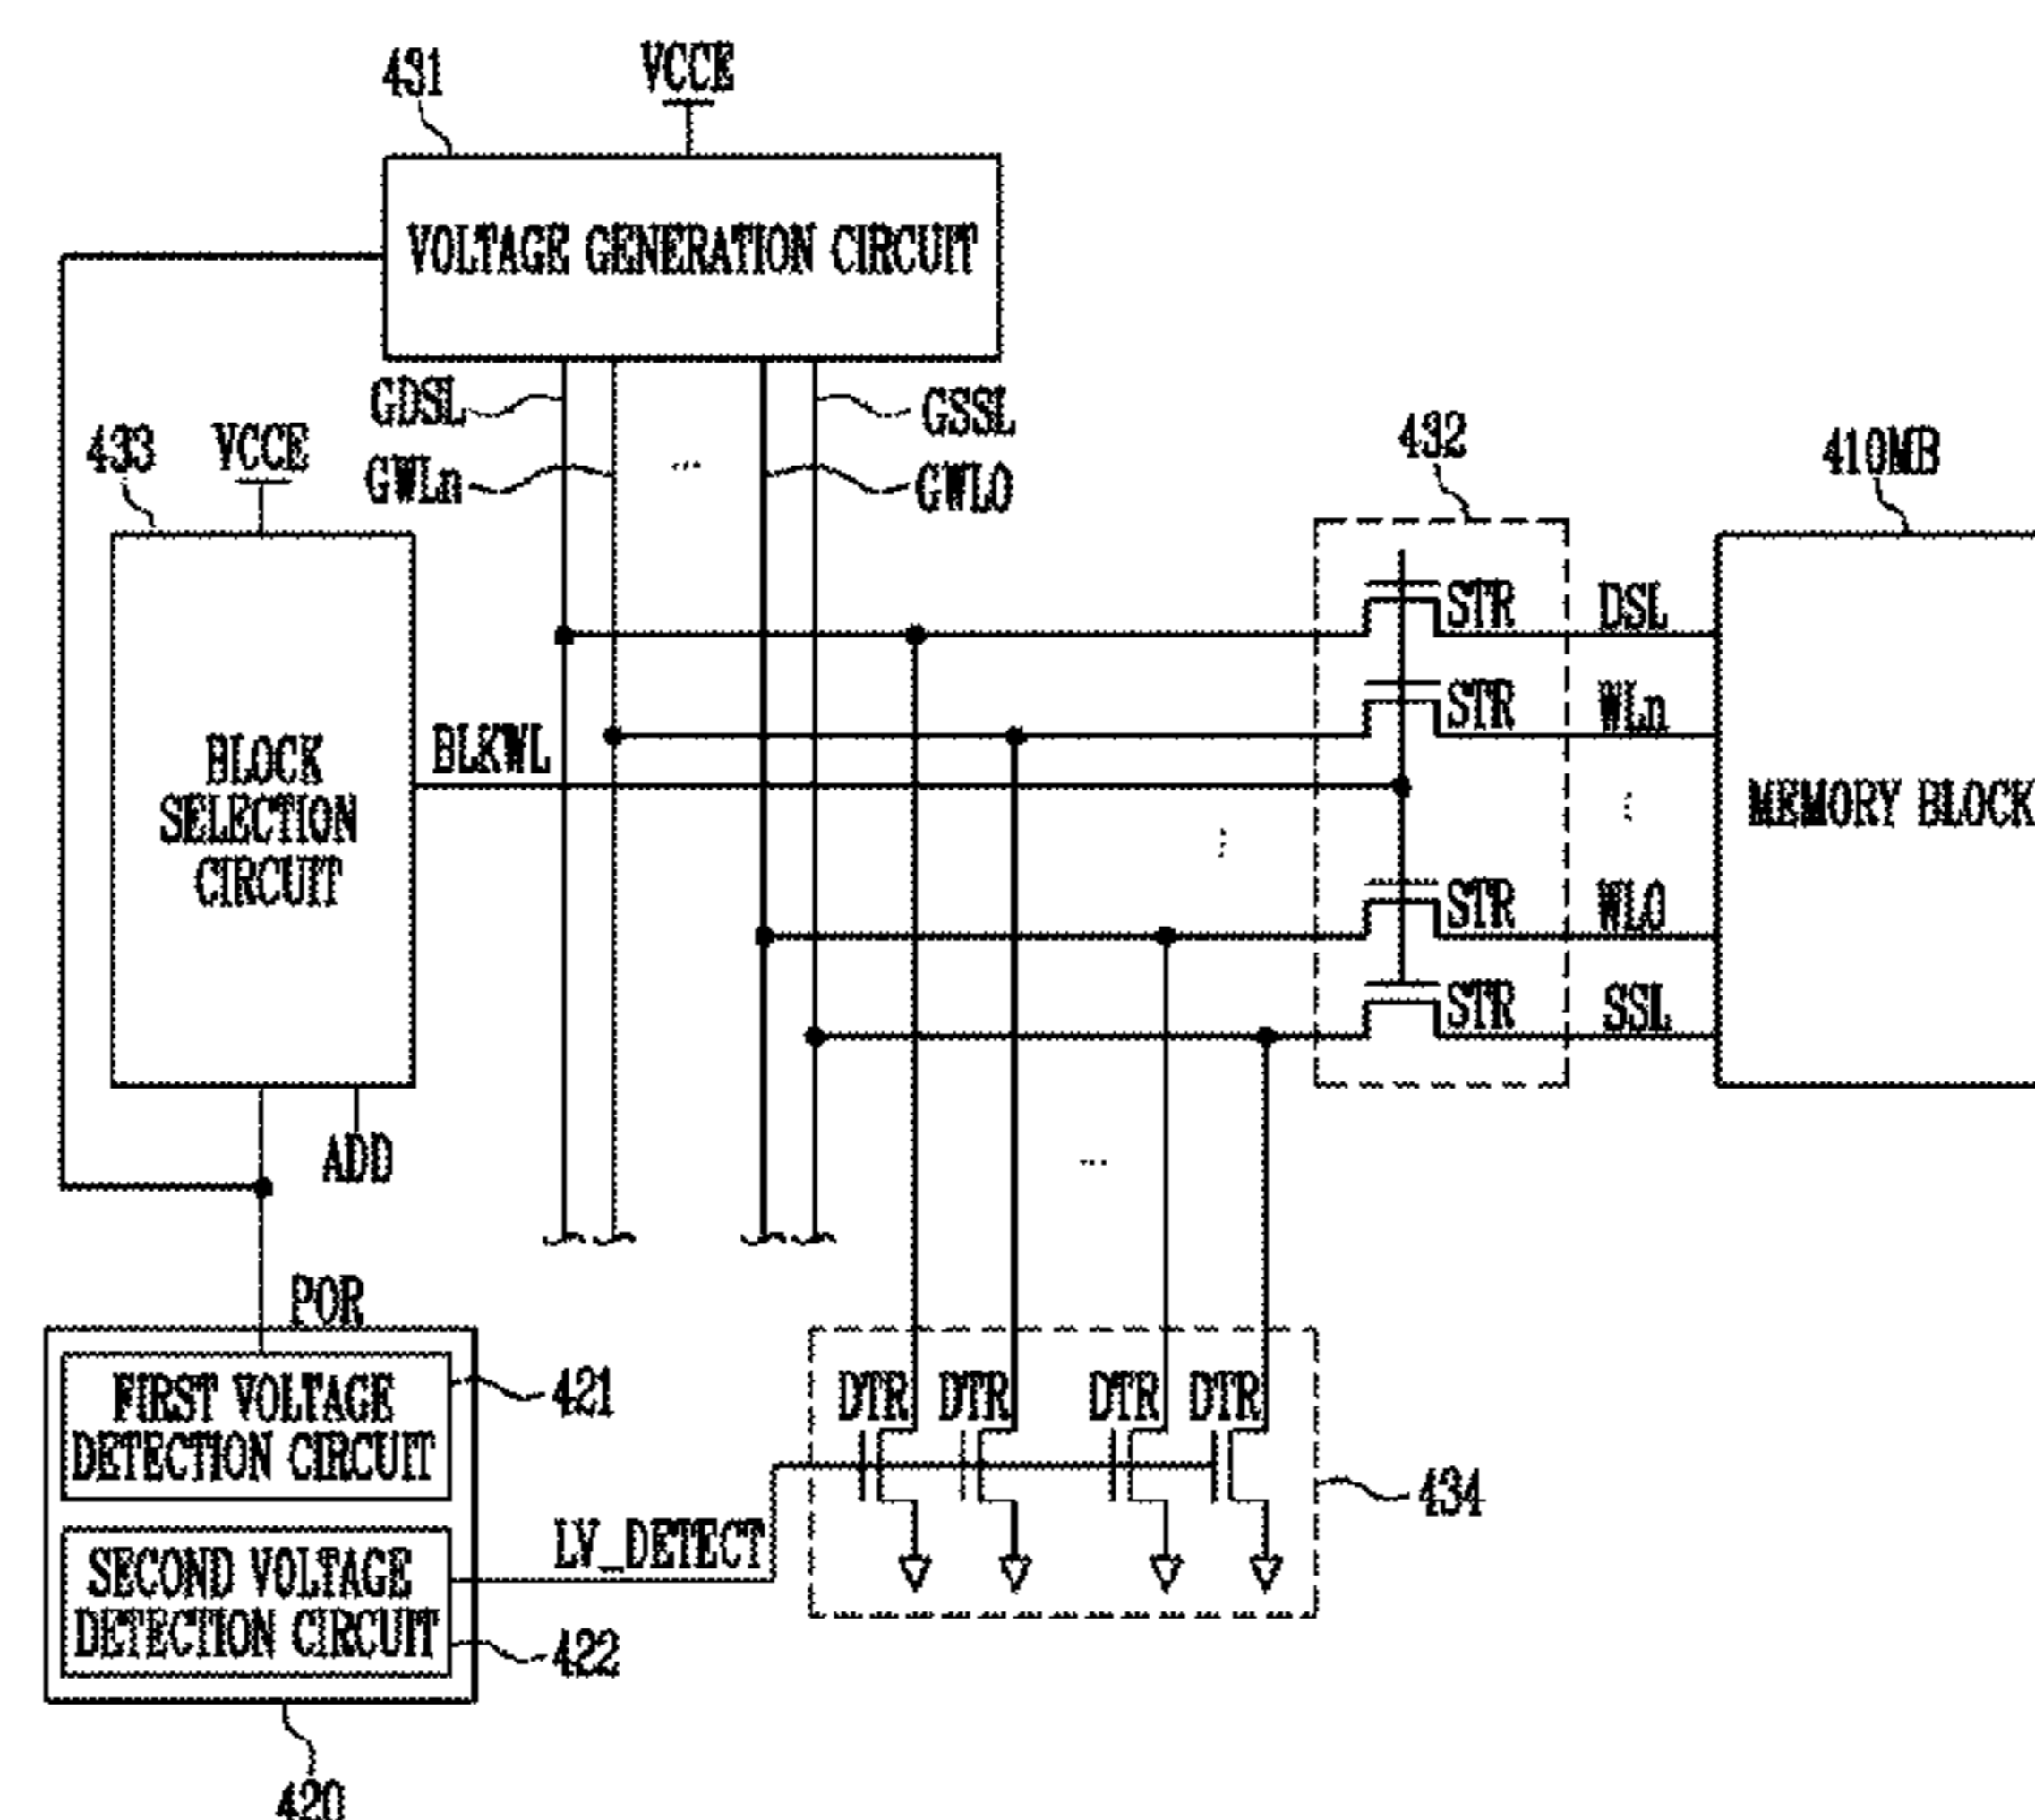 431
VCCE
VOLTAGE GENERATION CIRCUIT
GDSL
GSSL
GWLn
...
GWL0
433
VCCE
432
410MB
BLOCK
SELECTION
CIRCUIT
BLKWL
STR
DSL
STR
WLn
MEMORY BLOCK
STR
WL0
STR
SSL
ADD
...
POR
FIRST VOLTAGE
DETECTION CIRCUIT
421
SECOND VOLTAGE
DETECTION CIRCUIT
422
LV_DETECT
DTR
DTR
DTR
DTR
434
420